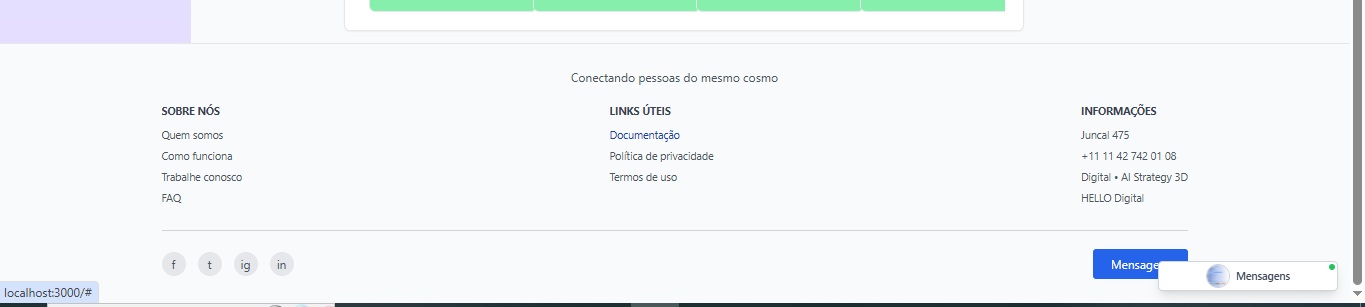 Conectando pessoas do mesmo cosmo
SOBRE NÓS
Quem somos
Como funciona
Trabalhe conosco
FAQ
LINKS ÚTEIS
Documentação
Política de privacidade
Termos de uso
INFORMAÇÕES
Juncal 475
+11 11 42 742 01 08
Digital • AI Strategy 3D
HELLO Digital
f t ig in
Mensage
Mensagens
localhost:3000/#